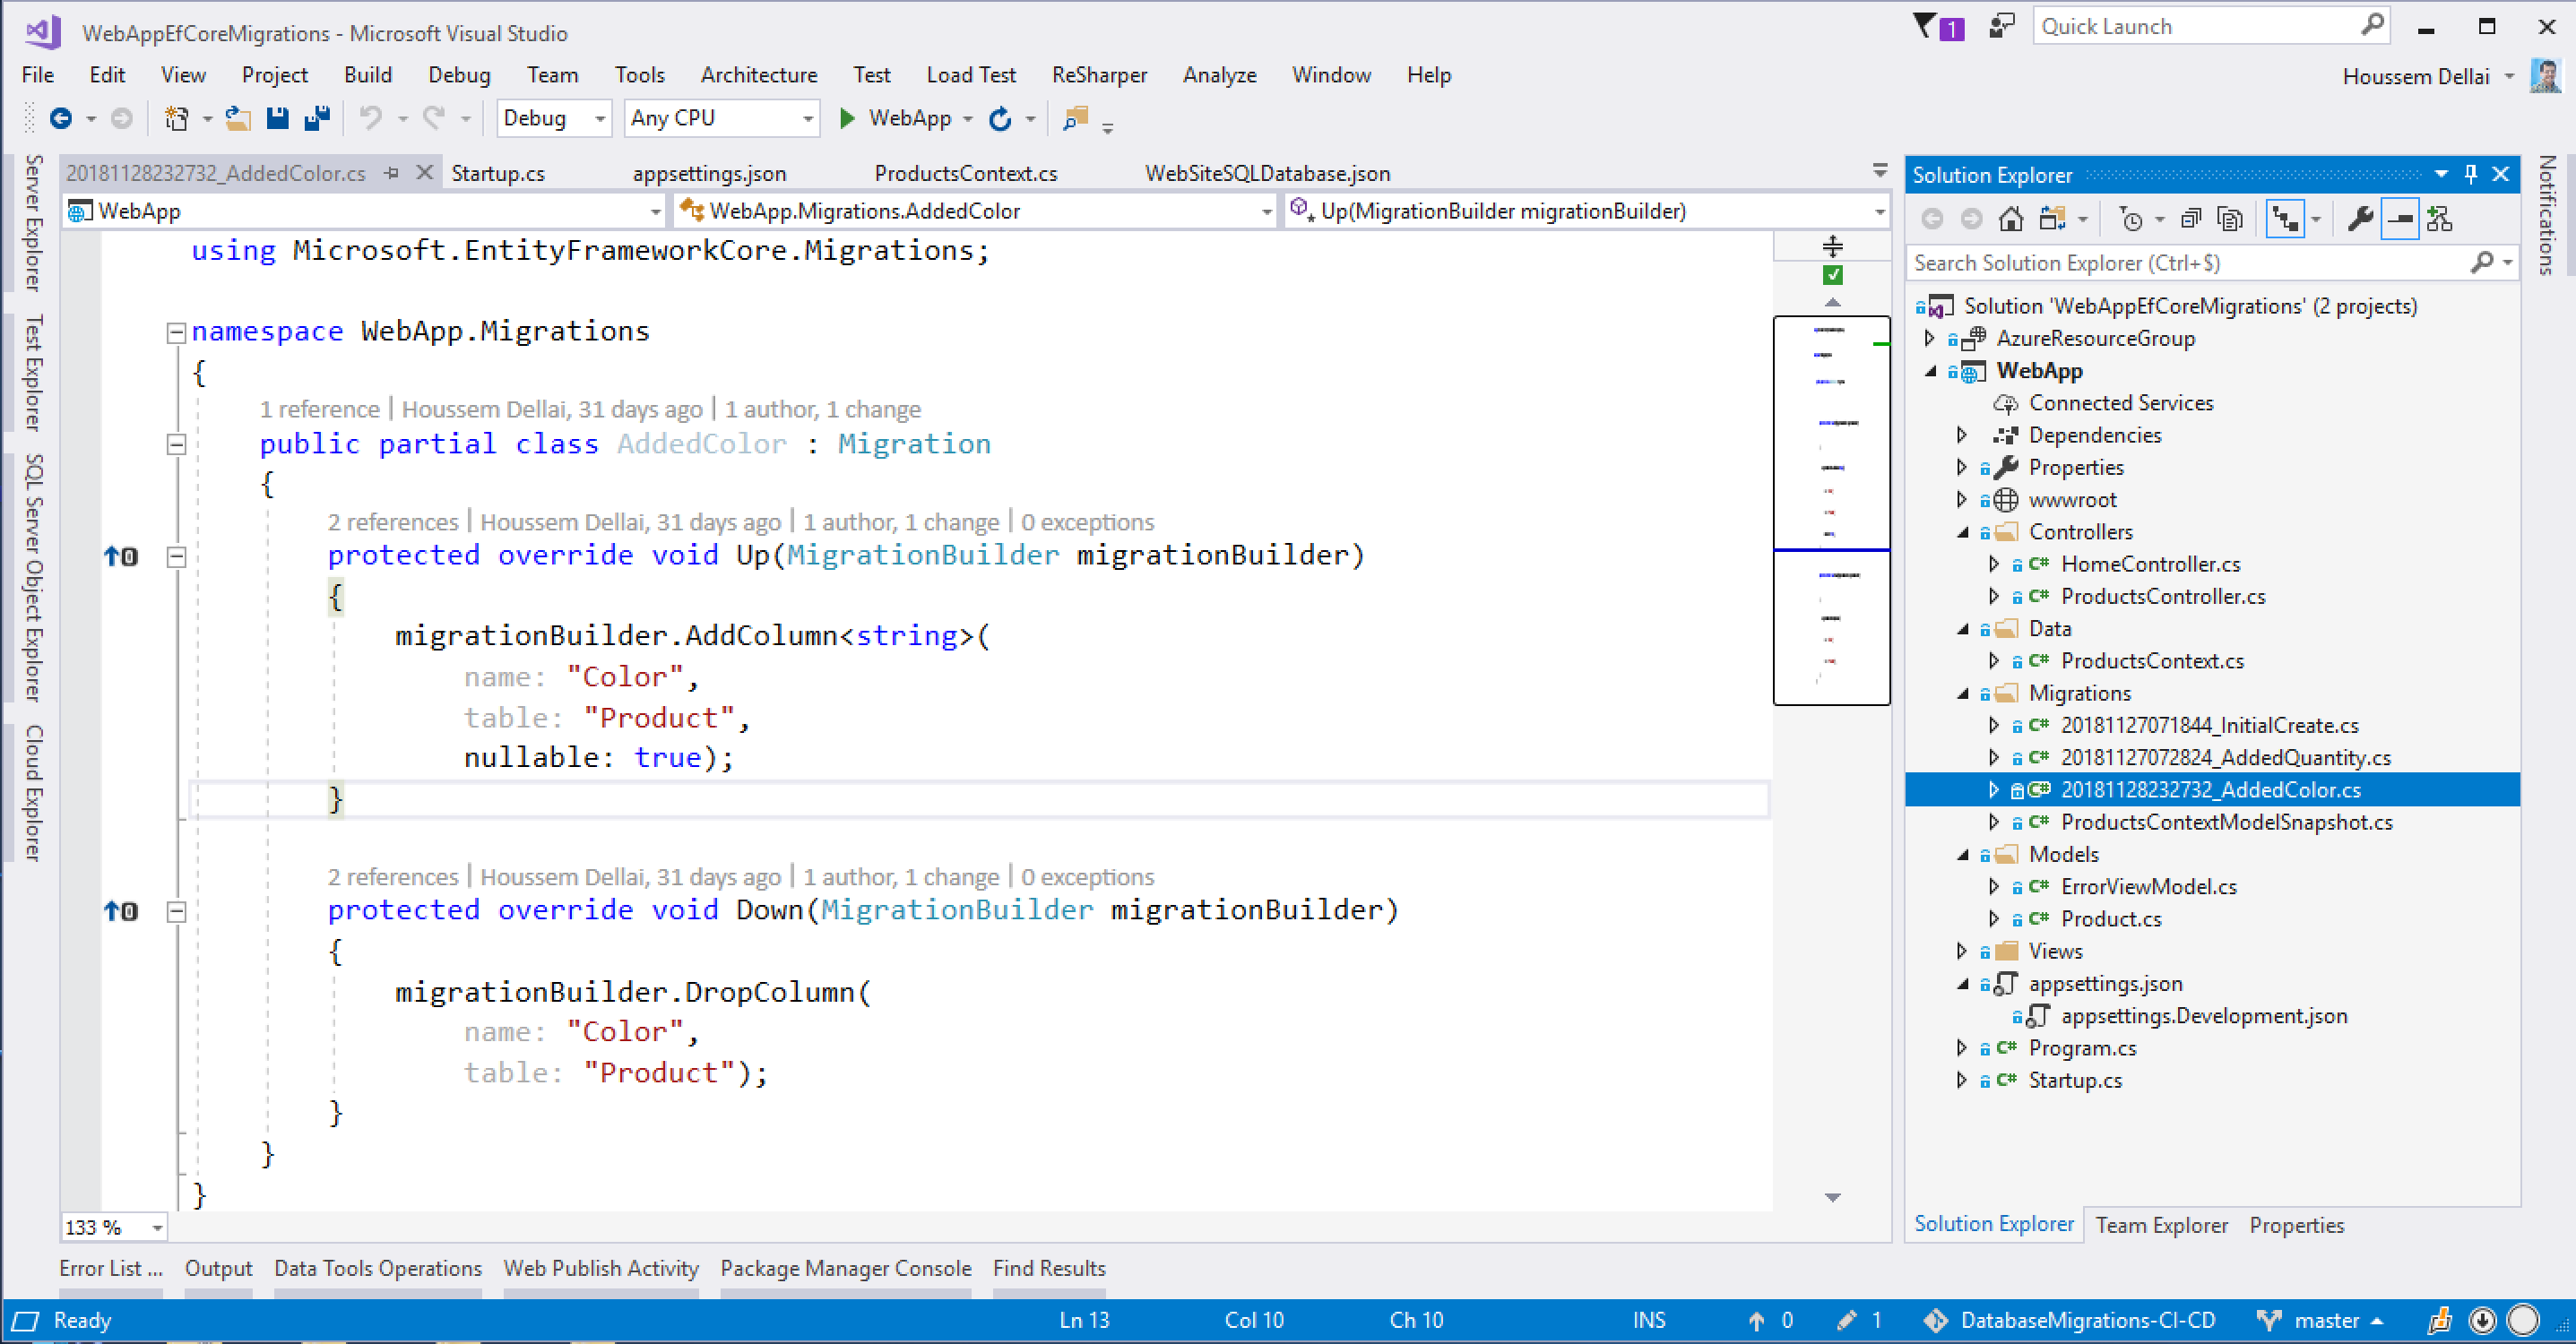 WebAppEfCoreMigrations - Microsoft Visual Studio
1
Quick Launch
File Edit View Project Build Debug Team Tools Architecture Test Load Test ReSharper Analyze Window Help
Houssem Dellai
Debug Any CPU WebApp
Server Explorer
Test Explorer
SQL Server Object Explorer
Cloud Explorer
20181128232732_AddedColor.cs Startup.cs appsettings.json ProductsContext.cs WebSiteSQLDatabase.json
WebApp WebApp.Migrations.AddedColor Up(MigrationBuilder migrationBuilder)
using Microsoft.EntityFrameworkCore.Migrations;
namespace WebApp.Migrations
{
1 reference | Houssem Dellai, 31 days ago | 1 author, 1 change
public partial class AddedColor : Migration
{
2 references | Houssem Dellai, 31 days ago | 1 author, 1 change | 0 exceptions
protected override void Up(MigrationBuilder migrationBuilder)
{
migrationBuilder.AddColumn<string>(
name: "Color",
table: "Product",
nullable: true);
}
2 references | Houssem Dellai, 31 days ago | 1 author, 1 change | 0 exceptions
protected override void Down(MigrationBuilder migrationBuilder)
{
migrationBuilder.DropColumn(
name: "Color",
table: "Product");
}
}
}
133 %
Solution Explorer
Notifications
Search Solution Explorer (Ctrl+$)
Solution 'WebAppEfCoreMigrations' (2 projects)
AzureResourceGroup
WebApp
Connected Services
Dependencies
Properties
wwwroot
Controllers
C# HomeController.cs
C# ProductsController.cs
Data
C# ProductsContext.cs
Migrations
C# 20181127071844_InitialCreate.cs
C# 20181127072824_AddedQuantity.cs
C# 20181128232732_AddedColor.cs
C# ProductsContextModelSnapshot.cs
Models
C# ErrorViewModel.cs
C# Product.cs
Views
appsettings.json
appsettings.Development.json
C# Program.cs
C# Startup.cs
Solution Explorer Team Explorer Properties
Error List ... Output Data Tools Operations Web Publish Activity Package Manager Console Find Results
Ready Ln 13 Col 10 Ch 10 INS 0 1 DatabaseMigrations-CI-CD master